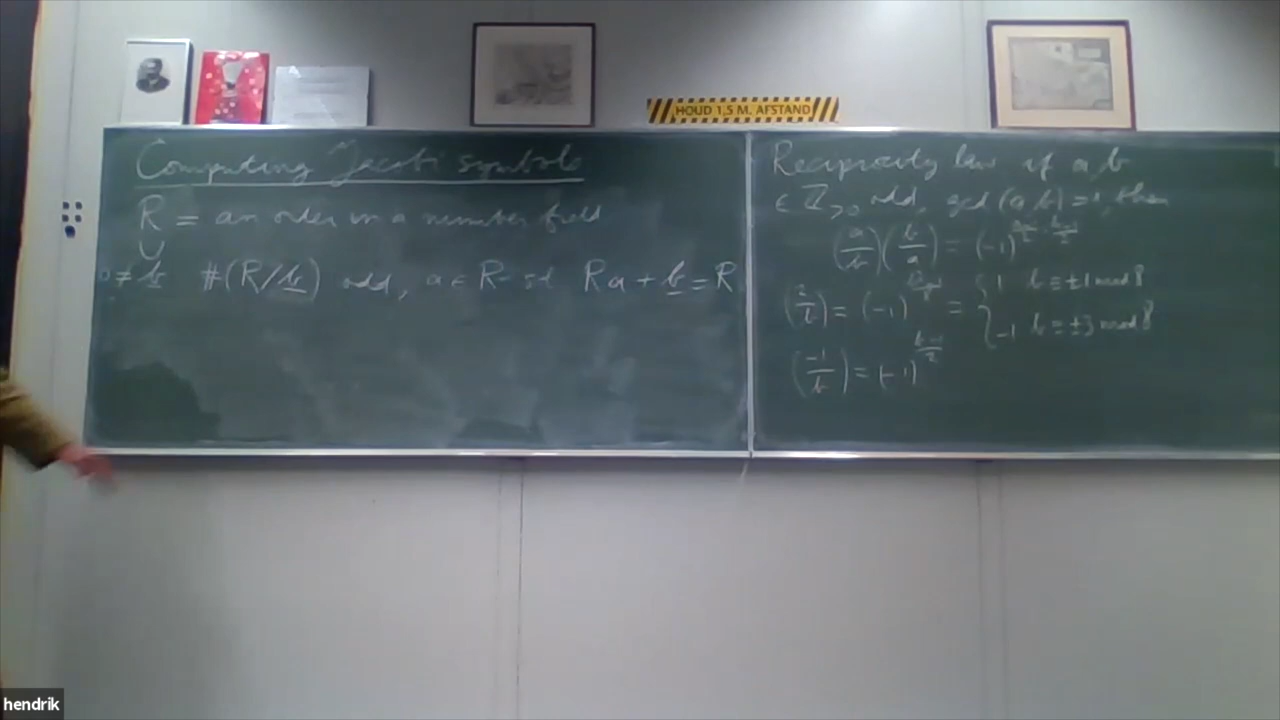 HOUD 1,5 M. AFSTAND
Computing Jacobi symbols
R = an order in a number field
∪
0 ≠ b #(R/b) odd, a ∈ R st Ra + b = R
Reciprocity law if a, b
∈ Z>0 odd, gcd(a,b)=1, then
(a/b)(b/a) = (-1)^((a-1)/2 · (b-1)/2)
(2/b) = (-1)^((b²-1)/8) = { 1 b ≡ ±1 mod 8
-1 b ≡ ±3 mod 8
(-1/b) = (-1)^((b-1)/2)
hendrik